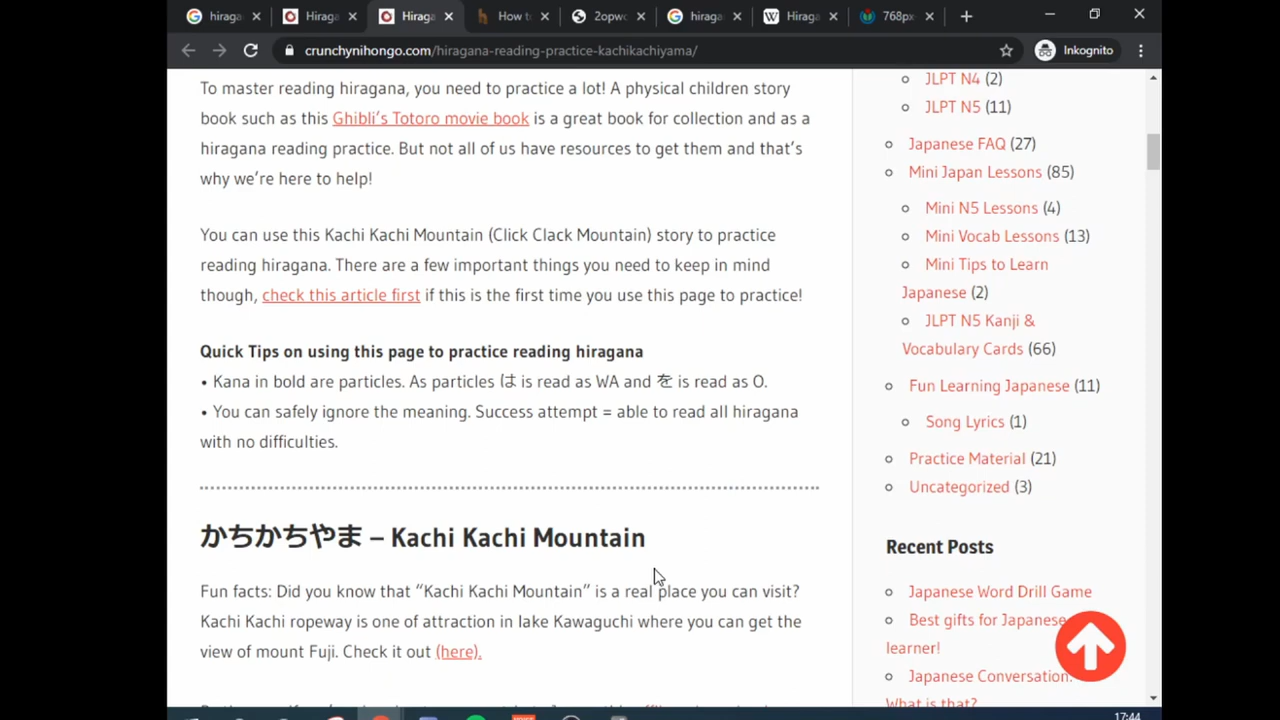 hiraga
Hiraga
Hiraga
How t
2opw
hiraga
Hiraga
768px
crunchynihongo.com/hiragana-reading-practice-kachikachiyama/
Inkognito
To master reading hiragana, you need to practice a lot! A physical children story
book such as this Ghibli's Totoro movie book is a great book for collection and as a
hiragana reading practice. But not all of us have resources to get them and that's
why we're here to help!
You can use this Kachi Kachi Mountain (Click Clack Mountain) story to practice
reading hiragana. There are a few important things you need to keep in mind
though, check this article first if this is the first time you use this page to practice!
Quick Tips on using this page to practice reading hiragana
• Kana in bold are particles. As particles は is read as WA and を is read as O.
• You can safely ignore the meaning. Success attempt = able to read all hiragana
with no difficulties.
かちかちやま – Kachi Kachi Mountain
Fun facts: Did you know that “Kachi Kachi Mountain” is a real place you can visit?
Kachi Kachi ropeway is one of attraction in lake Kawaguchi where you can get the
view of mount Fuji. Check it out (here).
JLPT N4 (2)
JLPT N5 (11)
Japanese FAQ (27)
Mini Japan Lessons (85)
Mini N5 Lessons (4)
Mini Vocab Lessons (13)
Mini Tips to Learn
Japanese (2)
JLPT N5 Kanji &
Vocabulary Cards (66)
Fun Learning Japanese (11)
Song Lyrics (1)
Practice Material (21)
Uncategorized (3)
Recent Posts
Japanese Word Drill Game
Best gifts for Japanese
learner!
Japanese Conversation:
What is that?
17:44